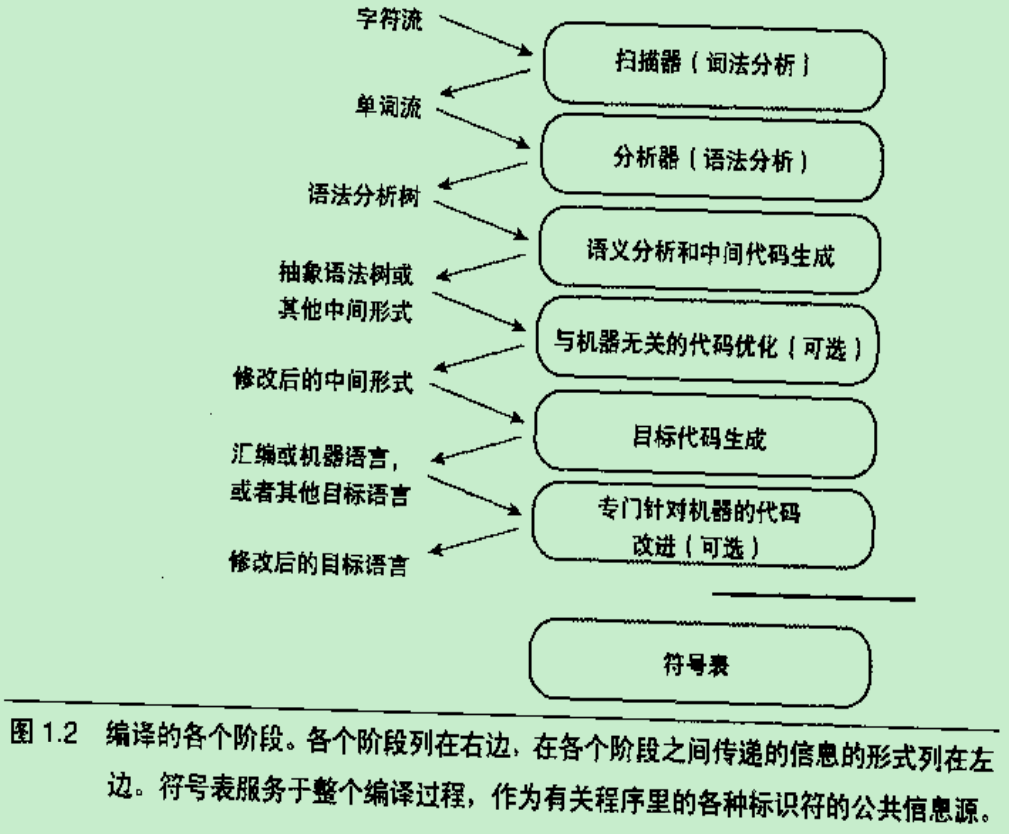 字符流
扫描器（词法分析）
单词流
分析器（语法分析）
语法分析树
语义分析和中间代码生成
抽象语法树或
其他中间形式
与机器无关的代码优化（可选）
修改后的中间形式
目标代码生成
汇编或机器语言，
或者其他目标语言
专门针对机器的代码
改进（可选）
修改后的目标语言
符号表
图 1.2 编译的各个阶段。各个阶段列在右边，在各个阶段之间传递的信息的形式列在左
边。符号表服务于整个编译过程，作为有关程序里的各种标识符的公共信息源。